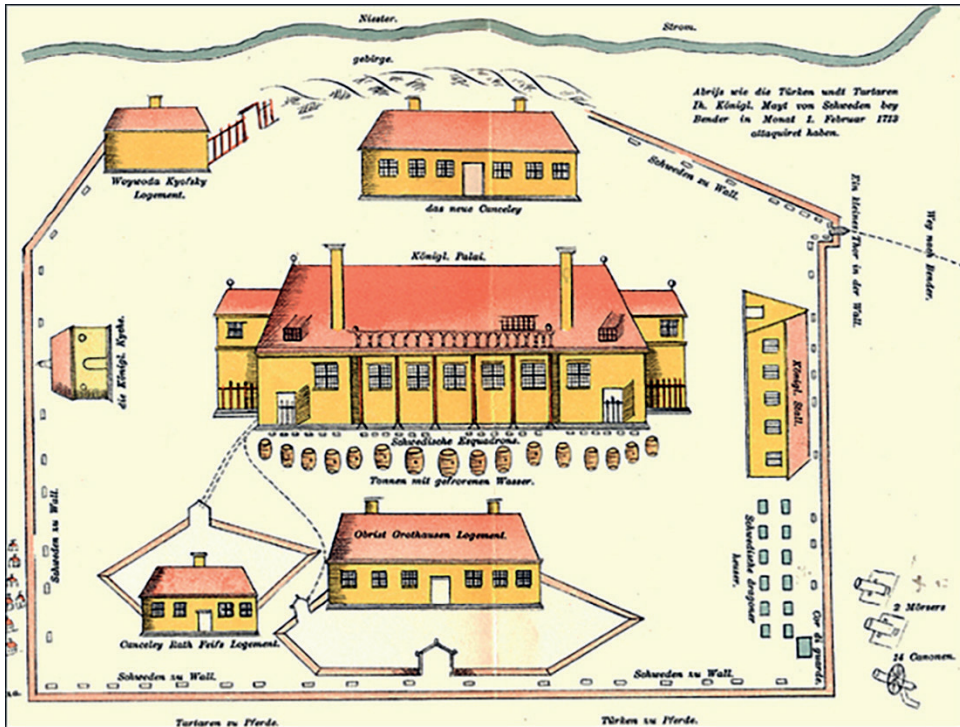 Niester.
Strom.
gebirge.
Abriss wie die Türken undt Tartaren
Ih. Königl. Mayt von Schweden bey
Bender in Monat 1. Februar 1713
attaquiret haben.
Woywoda Kyofsky
Logement.
das neue Canceley
Schweden zu Wall.
Ein kleines Thor in der Wall.
Weg nach Bender.
Königl. Palai.
die Königl. Kyche.
Königl. Stall.
Schwedische Esquadrons.
Tonnen mit gefrorenen Wasser.
Schweden zu Wall.
Obrist Grothausen Logement.
Schwedische dragoner
heuser.
2 Mörsers
Canceley Rath Feifs Logement.
Cor de guarde.
14 Canonen.
Schweden zu Wall.
Schweden zu Wall.
Tartaren zu Pferde.
Türken zu Pferde.